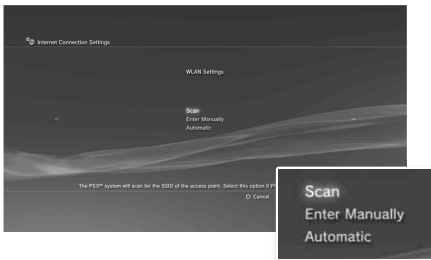 Internet Connection Settings
WLAN Settings
Scan
Enter Manually
Automatic
The PS3™ system will scan for the SSID of the access point. Select this option if
Cancel
Scan
Enter Manually
Automatic